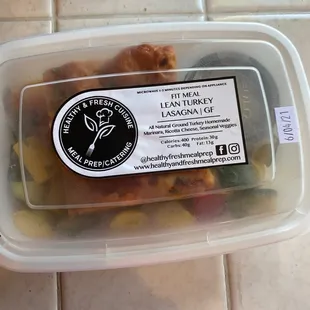 MICROWAVE 2-3 MINUTES DEPENDING ON APPLIANCE
FIT MEAL
LEAN TURKEY
LASAGNA | GF
All Natural Ground Turkey Homemade
Marinara, Ricotta Cheese, Seasonal Veggies
Calories: 400 Protein: 30g
Carbs: 40g Fat: 13g
@healthyfreshmealprep
www.healthyandfreshmealprep.com
HEALTHY & FRESH CUISINE
MEAL PREP/CATERING
6/04/21